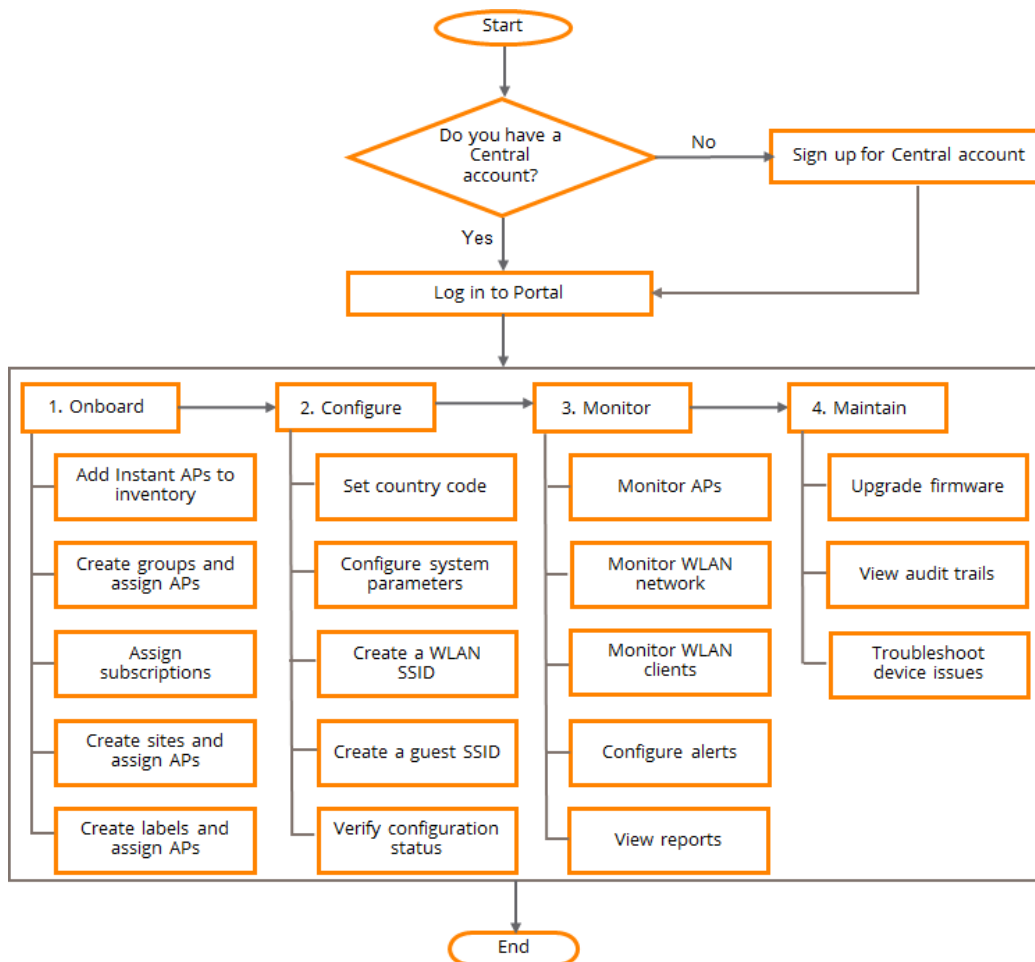 Start
Do you have a
Central
account?
No
Sign up for Central account
Yes
Log in to Portal
1. Onboard
2. Configure
3. Monitor
4. Maintain
Add Instant APs to
inventory
Set country code
Monitor APs
Upgrade firmware
Create groups and
assign APs
Configure system
parameters
Monitor WLAN
network
View audit trails
Assign
subscriptions
Create a WLAN
SSID
Monitor WLAN
clients
Troubleshoot
device issues
Create sites and
assign APs
Create a guest SSID
Configure alerts
Create labels and
assign APs
Verify configuration
status
View reports
End